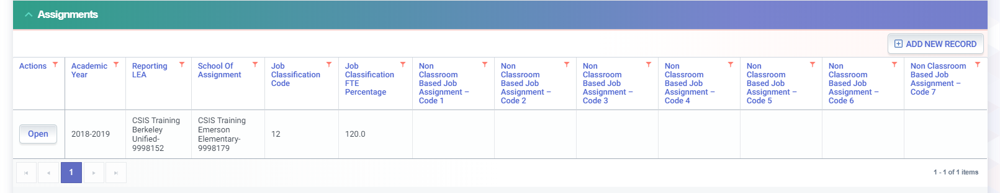 Assignments
ADD NEW RECORD
Actions
Academic
Year
Reporting
LEA
School Of
Assignment
Job
Classification
Code
Job
Classification
FTE
Percentage
Non
Classroom
Based Job
Assignment –
Code 1
Non
Classroom
Based Job
Assignment –
Code 2
Non
Classroom
Based Job
Assignment –
Code 3
Non
Classroom
Based Job
Assignment –
Code 4
Non
Classroom
Based Job
Assignment –
Code 5
Non
Classroom
Based Job
Assignment –
Code 6
Non Classroom
Based Job
Assignment –
Code 7
Open
2018-2019
CSIS Training
Berkeley
Unified-
9998152
CSIS Training
Emerson
Elementary-
9998179
12
120.0
1
1 - 1 of 1 items